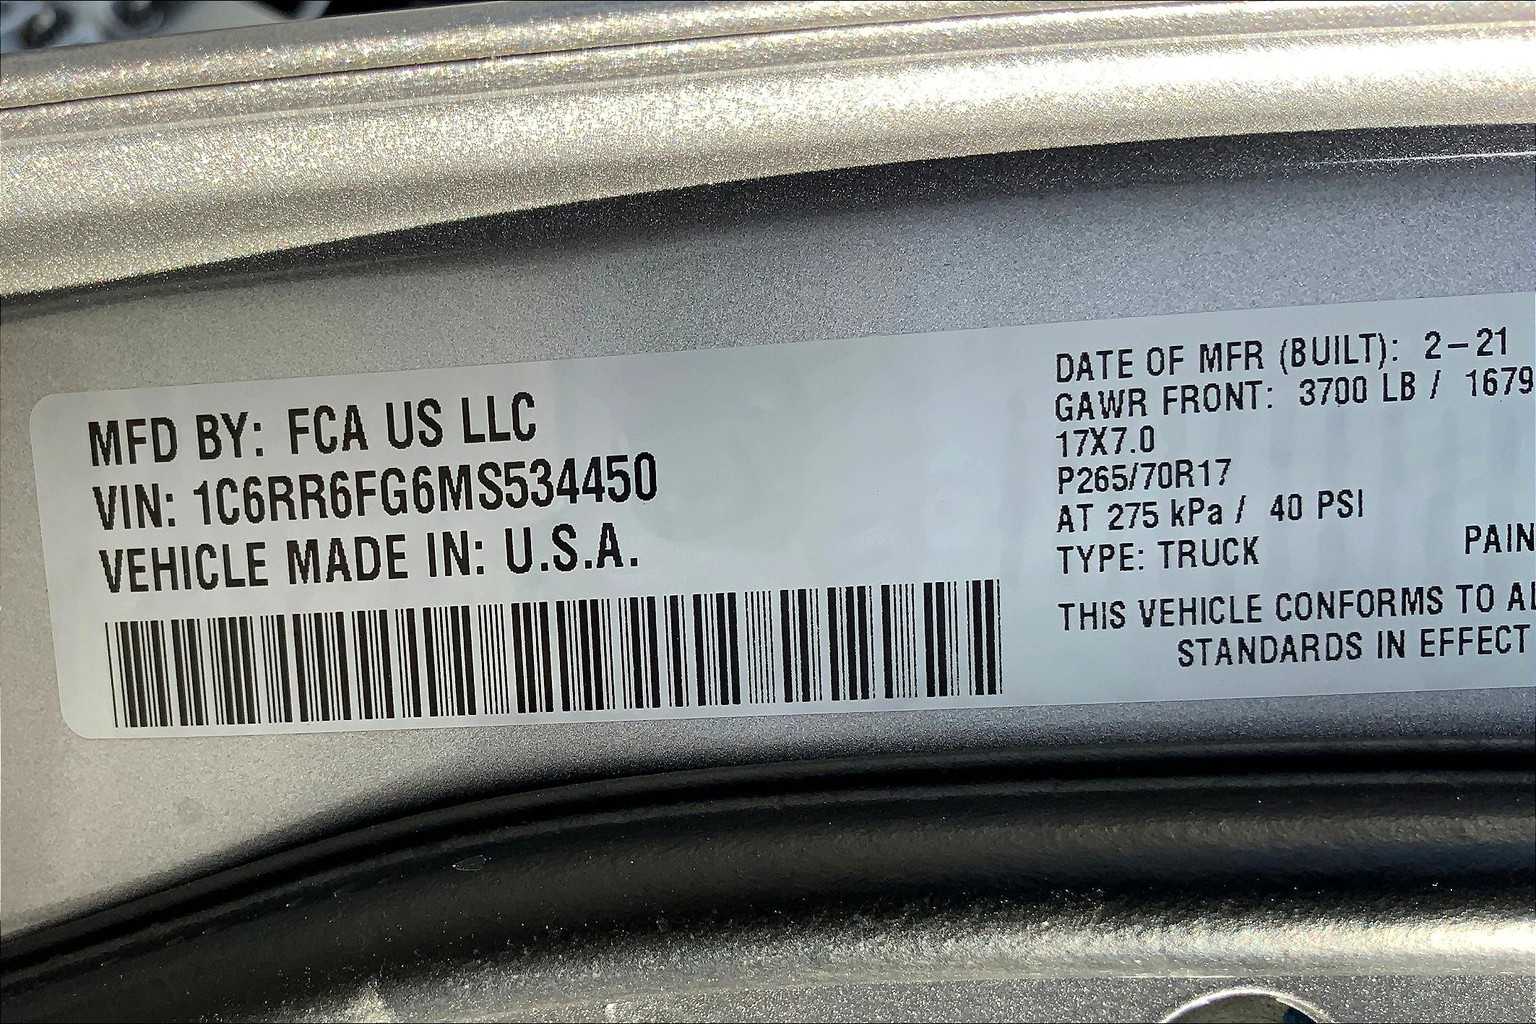 MFD BY: FCA US LLC
VIN: 1C6RR6FG6MS534450
VEHICLE MADE IN: U.S.A.
DATE OF MFR (BUILT): 2-21
GAWR FRONT: 3700 LB / 1679
17X7.0
P265/70R17
AT 275 kPa / 40 PSI
TYPE: TRUCK PAIN
THIS VEHICLE CONFORMS TO AL
STANDARDS IN EFFECT